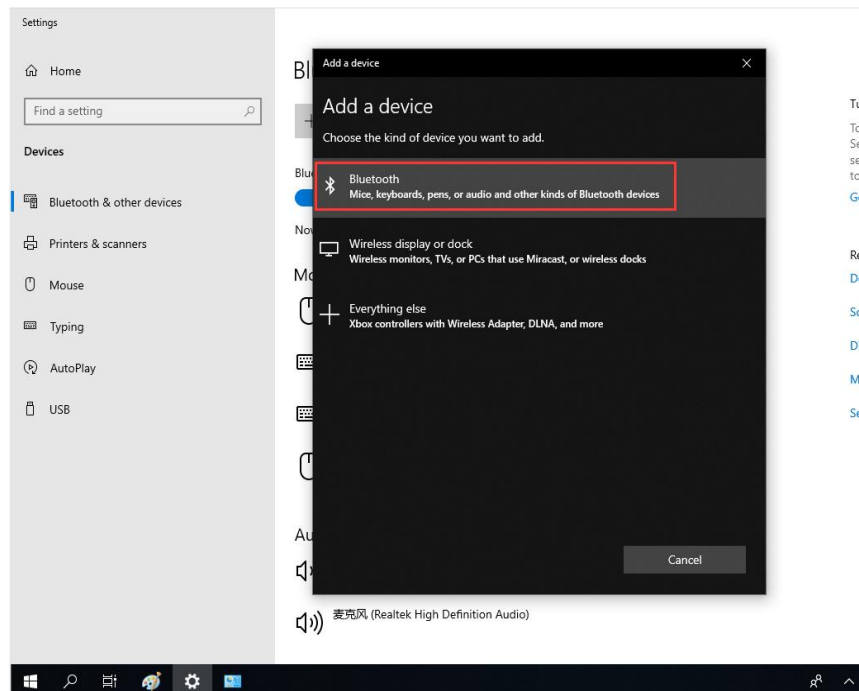 Settings
Home
Find a setting
Devices
Bluetooth & other devices
Printers & scanners
Mouse
Typing
AutoPlay
USB
Add a device
Add a device
Choose the kind of device you want to add.
Bluetooth
Mice, keyboards, pens, or audio and other kinds of Bluetooth devices
Wireless display or dock
Wireless monitors, TVs, or PCs that use Miracast, or wireless docks
Everything else
Xbox controllers with Wireless Adapter, DLNA, and more
Cancel
麦克风 (Realtek High Definition Audio)